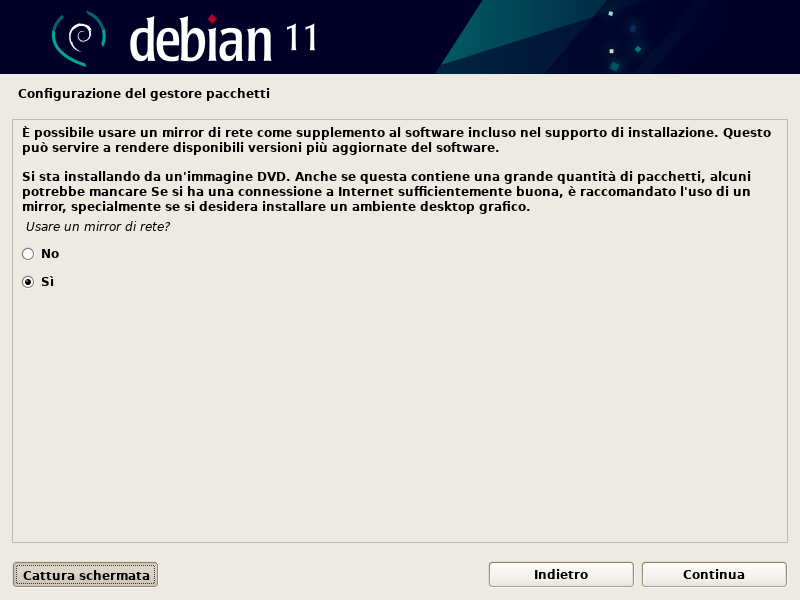 debian 11
Configurazione del gestore pacchetti
È possibile usare un mirror di rete come supplemento al software incluso nel supporto di installazione. Questo
può servire a rendere disponibili versioni più aggiornate del software.
Si sta installando da un'immagine DVD. Anche se questa contiene una grande quantità di pacchetti, alcuni
potrebbe mancare Se si ha una connessione a Internet sufficientemente buona, è raccomandato l'uso di un
mirror, specialmente se si desidera installare un ambiente desktop grafico.
Usare un mirror di rete?
No
Sì
Cattura schermata
Indietro
Continua